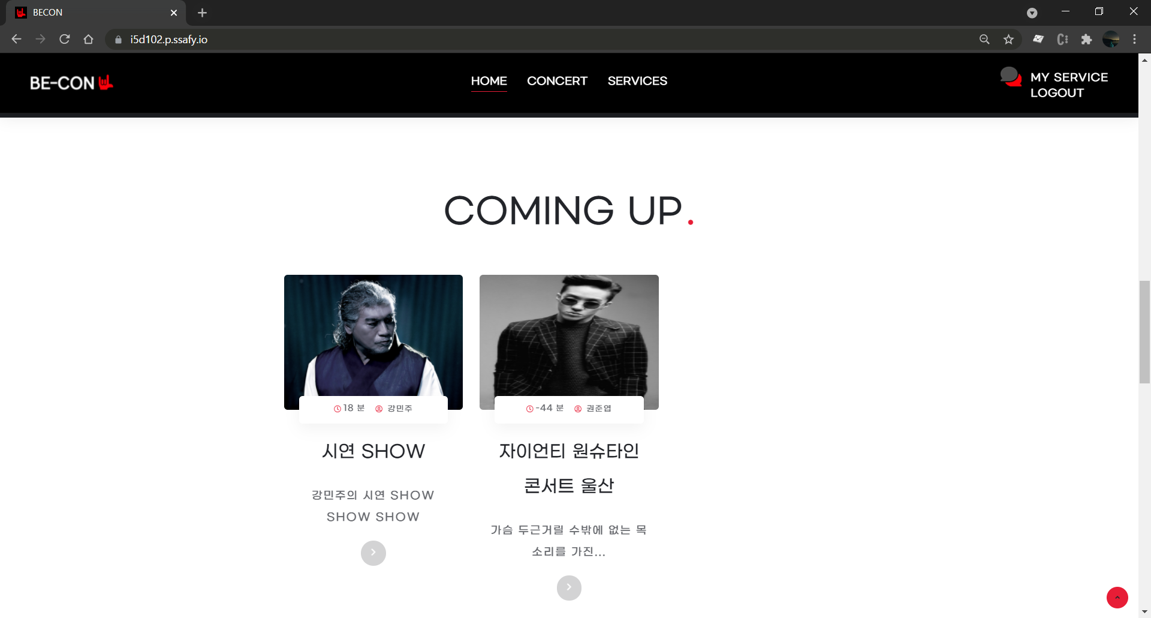 BECON
i5d102.p.ssafy.io
BE-CON
HOME CONCERT SERVICES
MY SERVICE
LOGOUT
COMING UP.
18 분 강민주
시연 SHOW
강민주의 시연 SHOW
SHOW SHOW
-44 분 권준엽
자이언티 원슈타인
콘서트 울산
가슴 두근거릴 수밖에 없는 목
소리를 가진...